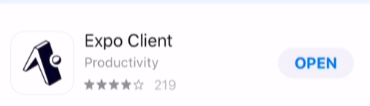 Expo Client
Productivity
219
OPEN